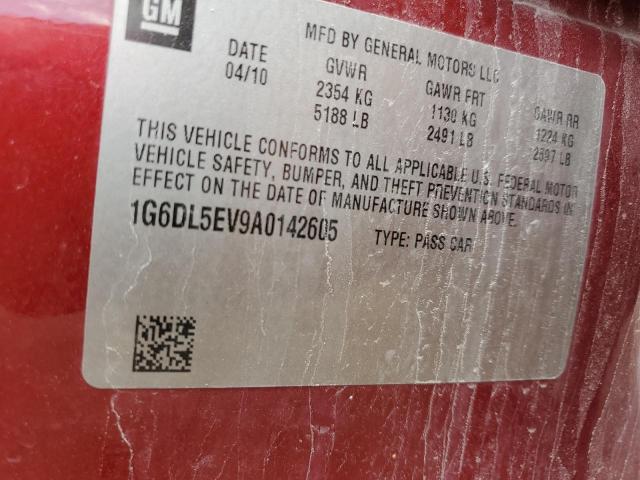 GM
MFD BY GENERAL MOTORS LLC
DATE GVWR GAWR FRT GAWR RR
04/10 2354 KG 1130 KG 1224 KG
5188 LB 2491 LB 2697 LB
THIS VEHICLE CONFORMS TO ALL APPLICABLE U.S. FEDERAL MOTOR
VEHICLE SAFETY, BUMPER, AND THEFT PREVENTION STANDARDS IN
EFFECT ON THE DATE OF MANUFACTURE SHOWN ABOVE.
1G6DL5EV9A0142605 TYPE: PASS CAR